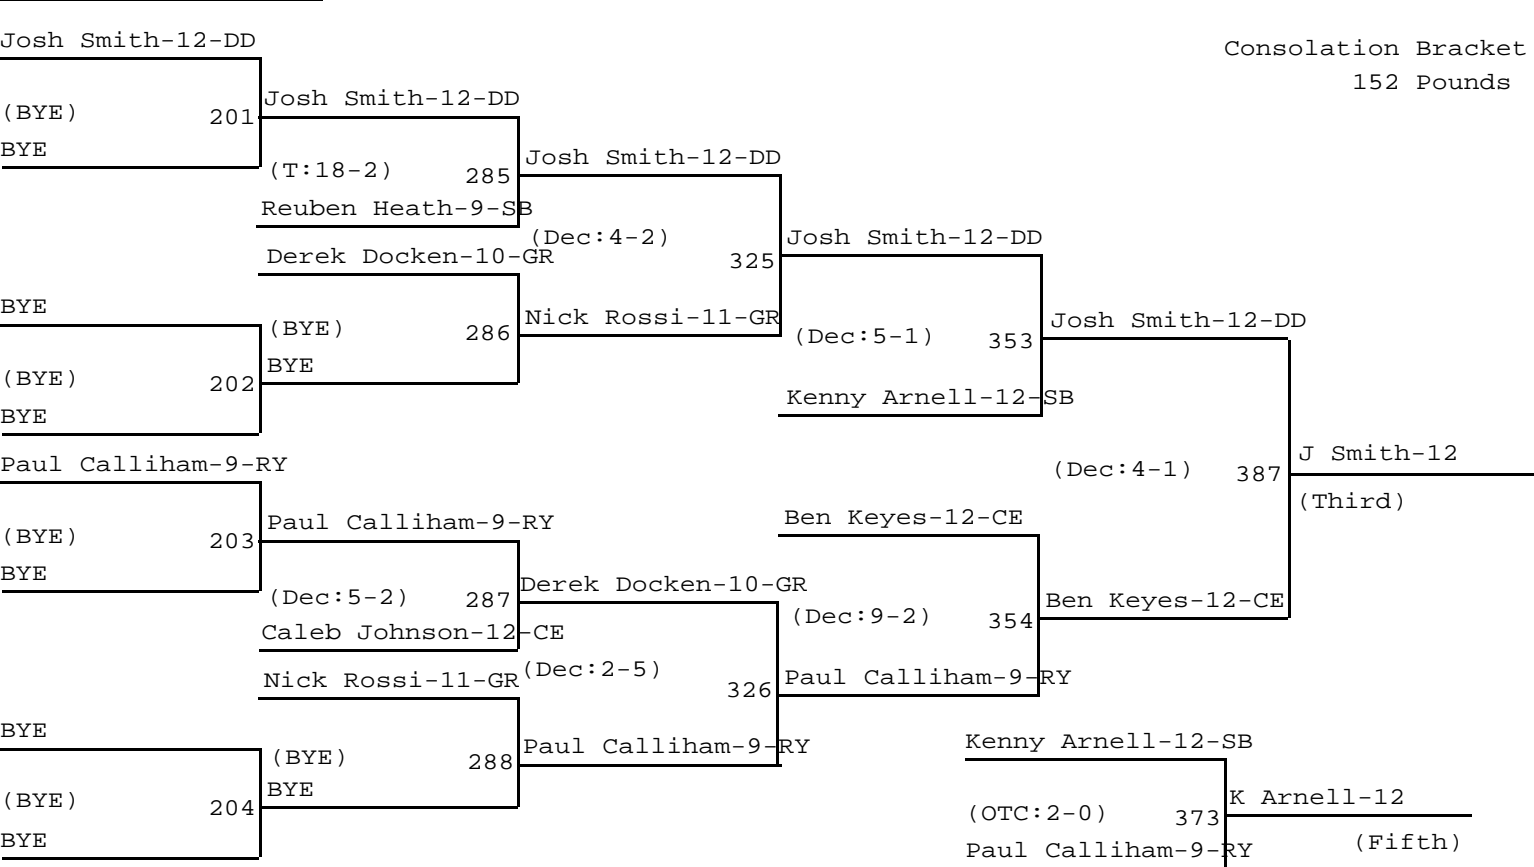 Josh Smith-12-DD
Consolation Bracket
152 Pounds
(BYE) 201
BYE
Josh Smith-12-DD
(T:18-2) 285
Reuben Heath-9-SB
Josh Smith-12-DD
(Dec:4-2) 325
Derek Docken-10-GR
BYE
(BYE) 202
BYE
(BYE) 286
BYE
Nick Rossi-11-GR
Josh Smith-12-DD
(Dec:5-1) 353
Kenny Arnell-12-SB
Josh Smith-12-DD
(Dec:4-1) 387
J Smith-12
(Third)
Paul Calliham-9-RY
(BYE) 203
BYE
Paul Calliham-9-RY
(Dec:5-2) 287
Caleb Johnson-12-CE
Derek Docken-10-GR
(Dec:2-5) 326
Nick Rossi-11-GR
BYE
(BYE) 204
BYE
(BYE) 288
BYE
Paul Calliham-9-RY
Ben Keyes-12-CE
(Dec:9-2) 354
Paul Calliham-9-RY
Ben Keyes-12-CE
Kenny Arnell-12-SB
(OTC:2-0) 373
Paul Calliham-9-RY
K Arnell-12
(Fifth)